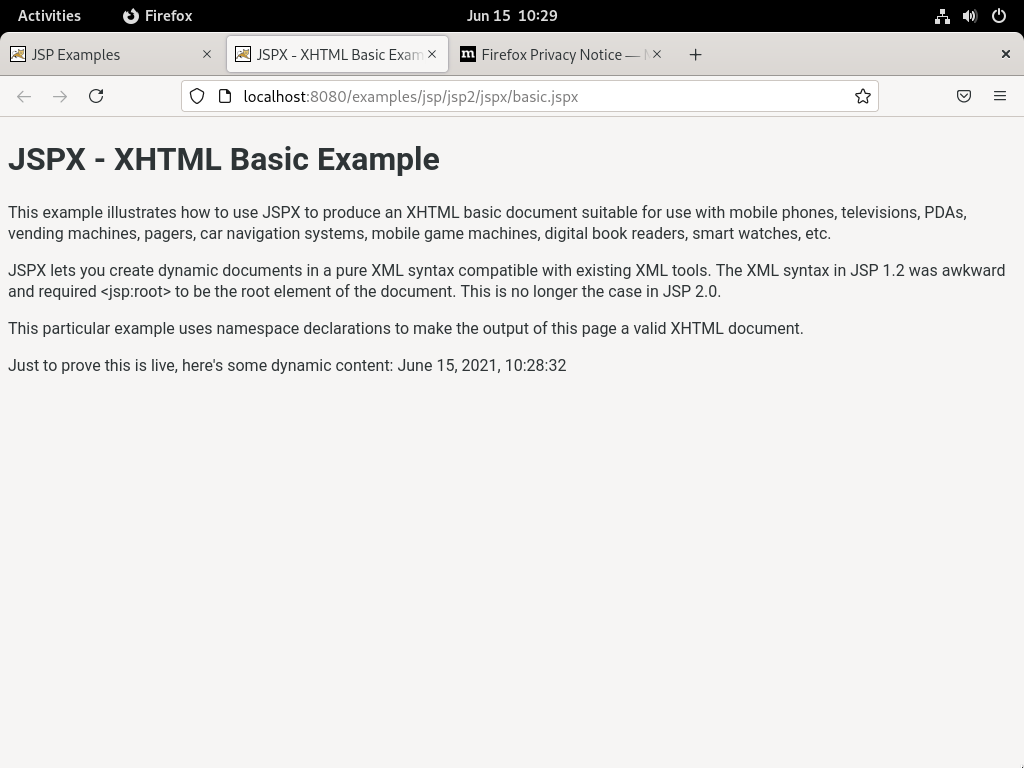 Activities
Firefox
Jun 15 10:29
JSP Examples
JSPX - XHTML Basic Exam
m
Firefox Privacy Notice —
localhost:8080/examples/jsp/jsp2/jspx/basic.jspx
JSPX - XHTML Basic Example
This example illustrates how to use JSPX to produce an XHTML basic document suitable for use with mobile phones, televisions, PDAs,
vending machines, pagers, car navigation systems, mobile game machines, digital book readers, smart watches, etc.
JSPX lets you create dynamic documents in a pure XML syntax compatible with existing XML tools. The XML syntax in JSP 1.2 was awkward
and required <jsp:root> to be the root element of the document. This is no longer the case in JSP 2.0.
This particular example uses namespace declarations to make the output of this page a valid XHTML document.
Just to prove this is live, here's some dynamic content: June 15, 2021, 10:28:32